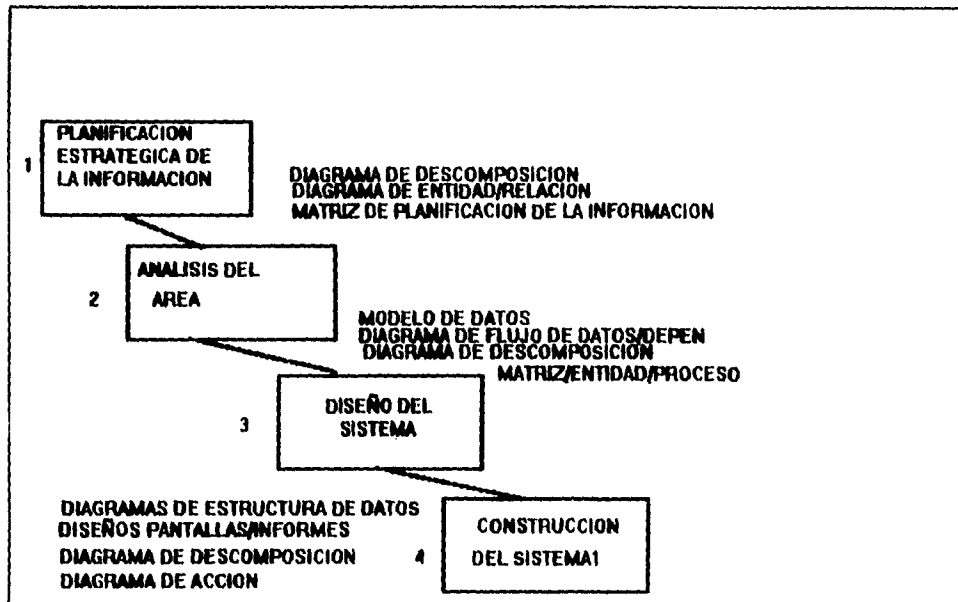 1
PLANIFICACION
ESTRATEGICA DE
LA INFORMACION
DIAGRAMA DE DESCOMPOSICION
DIAGRAMA DE ENTIDAD/RELACION
MATRIZ DE PLANIFICACION DE LA INFORMACION
2
ANALISIS DEL
AREA
MODELO DE DATOS
DIAGRAMA DE FLUJO DE DATOS/DEPEN
DIAGRAMA DE DESCOMPOSICIÓN
MATRIZ/ENTIDAD/PROCESO
3
DISEÑO DEL
SISTEMA
DIAGRAMAS DE ESTRUCTURA DE DATOS
DISEÑOS PANTALLAS/INFORMES
DIAGRAMA DE DESCOMPOSICION
DIAGRAMA DE ACCION
4
CONSTRUCCION
DEL SISTEMA1